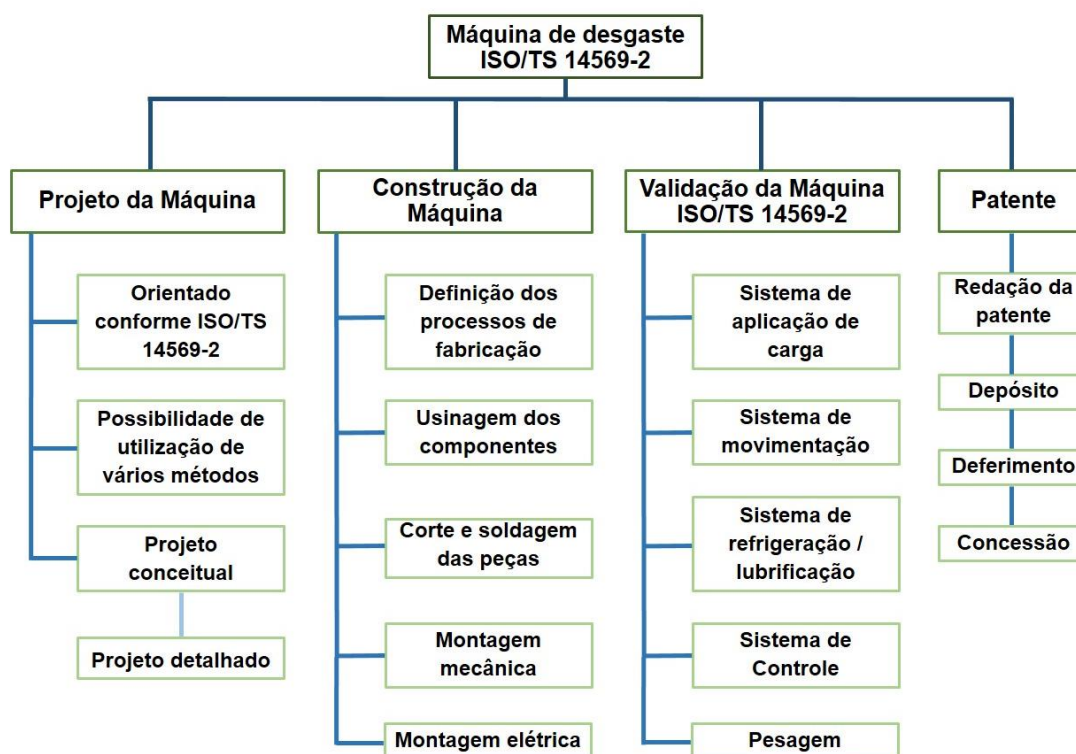 Máquina de desgaste
ISO/TS 14569-2
Projeto da Máquina
Orientado
conforme ISO/TS
14569-2
Possibilidade de
utilização de
vários métodos
Projeto
conceitual
Projeto detalhado
Construção da
Máquina
Definição dos
processos de
fabricação
Usinagem dos
componentes
Corte e soldagem
das peças
Montagem
mecânica
Montagem elétrica
Validação da Máquina
ISO/TS 14569-2
Sistema de
aplicação de
carga
Sistema de
movimentação
Sistema de
refrigeração /
lubrificação
Sistema de
Controle
Pesagem
Patente
Redação da
patente
Depósito
Deferimento
Concessão